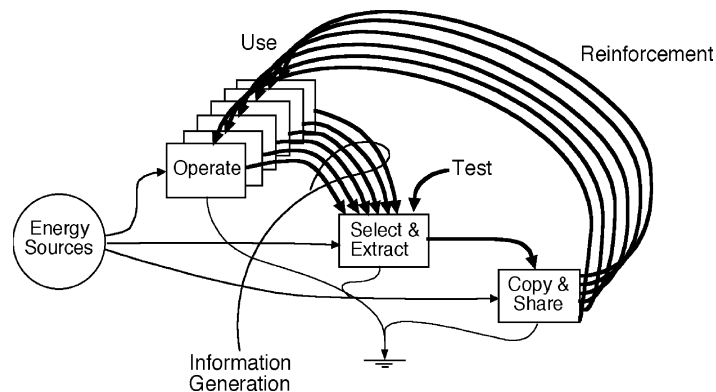 Use
Reinforcement
Operate
Test
Energy
Sources
Select &
Extract
Copy &
Share
Information
Generation